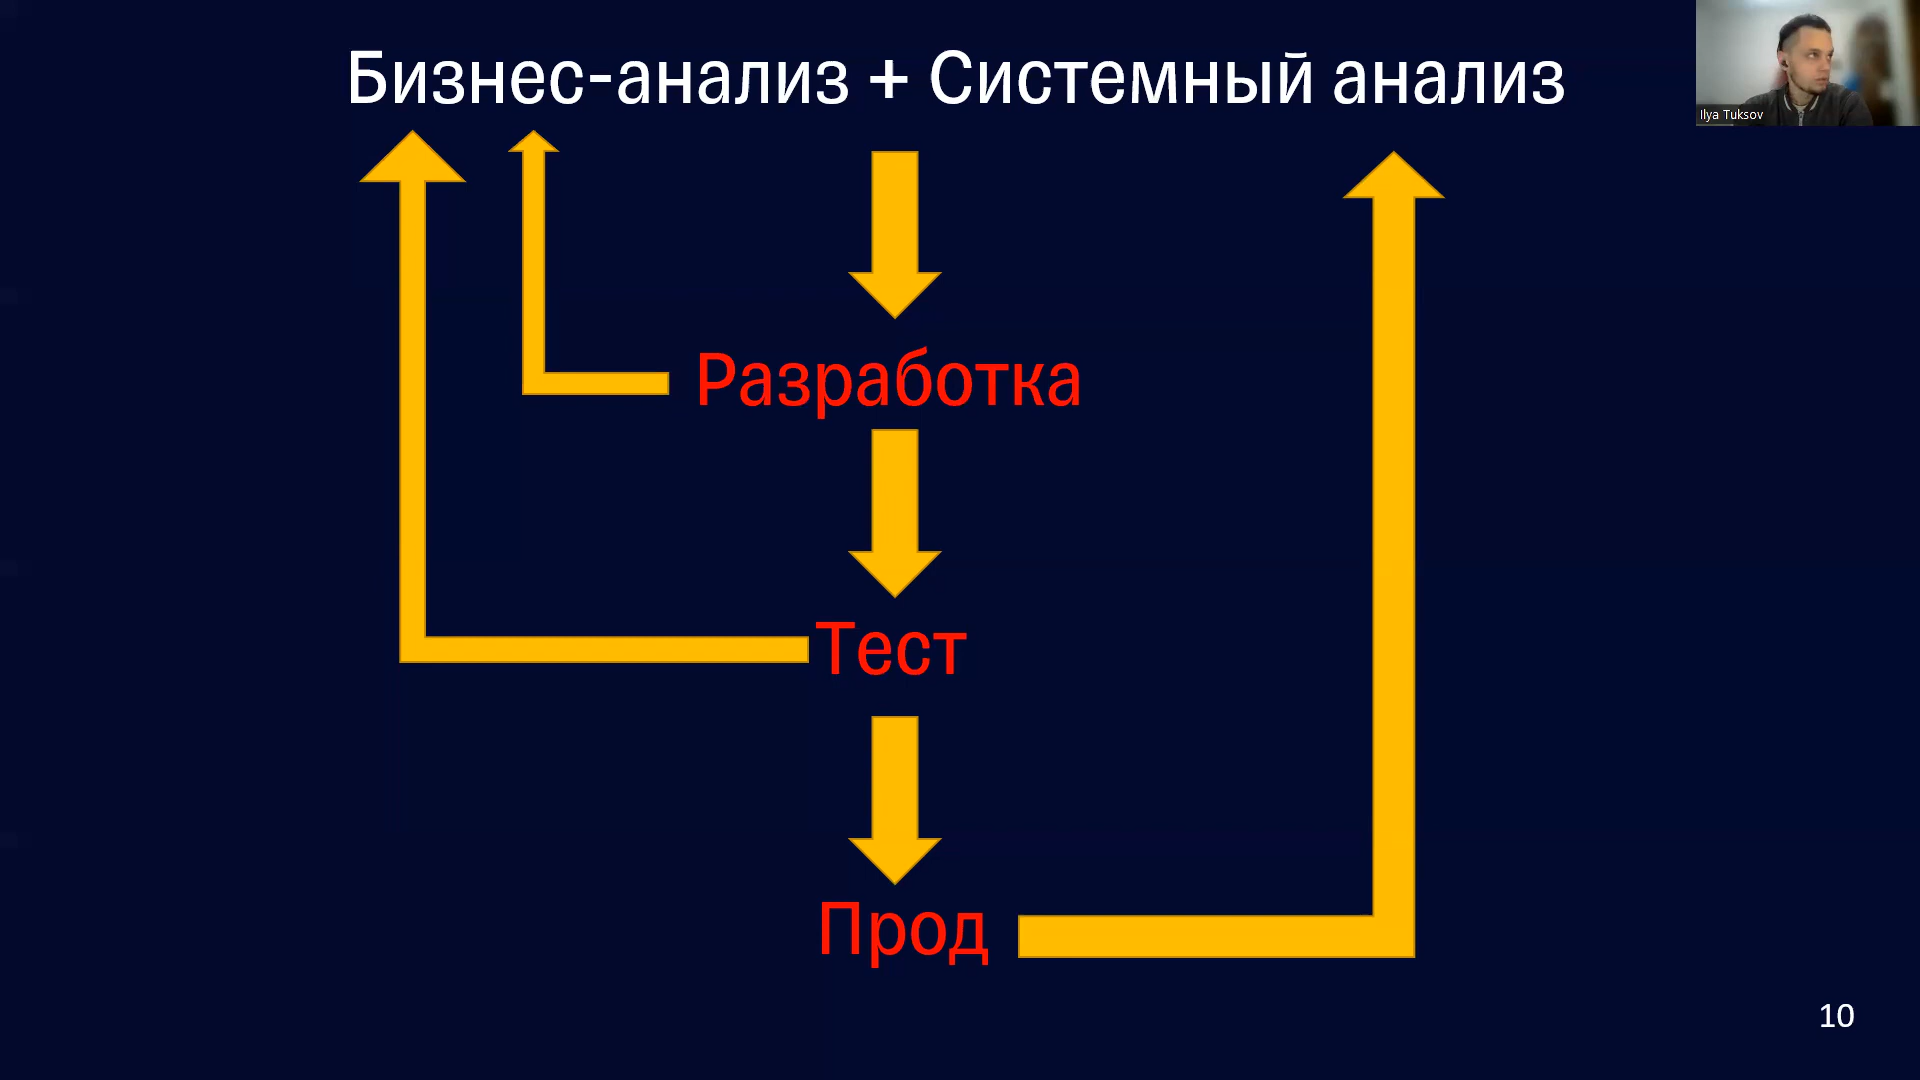 Бизнес-анализ + Системный анализ
Ilya Tuksov
Разработка
Тест
Прод
10